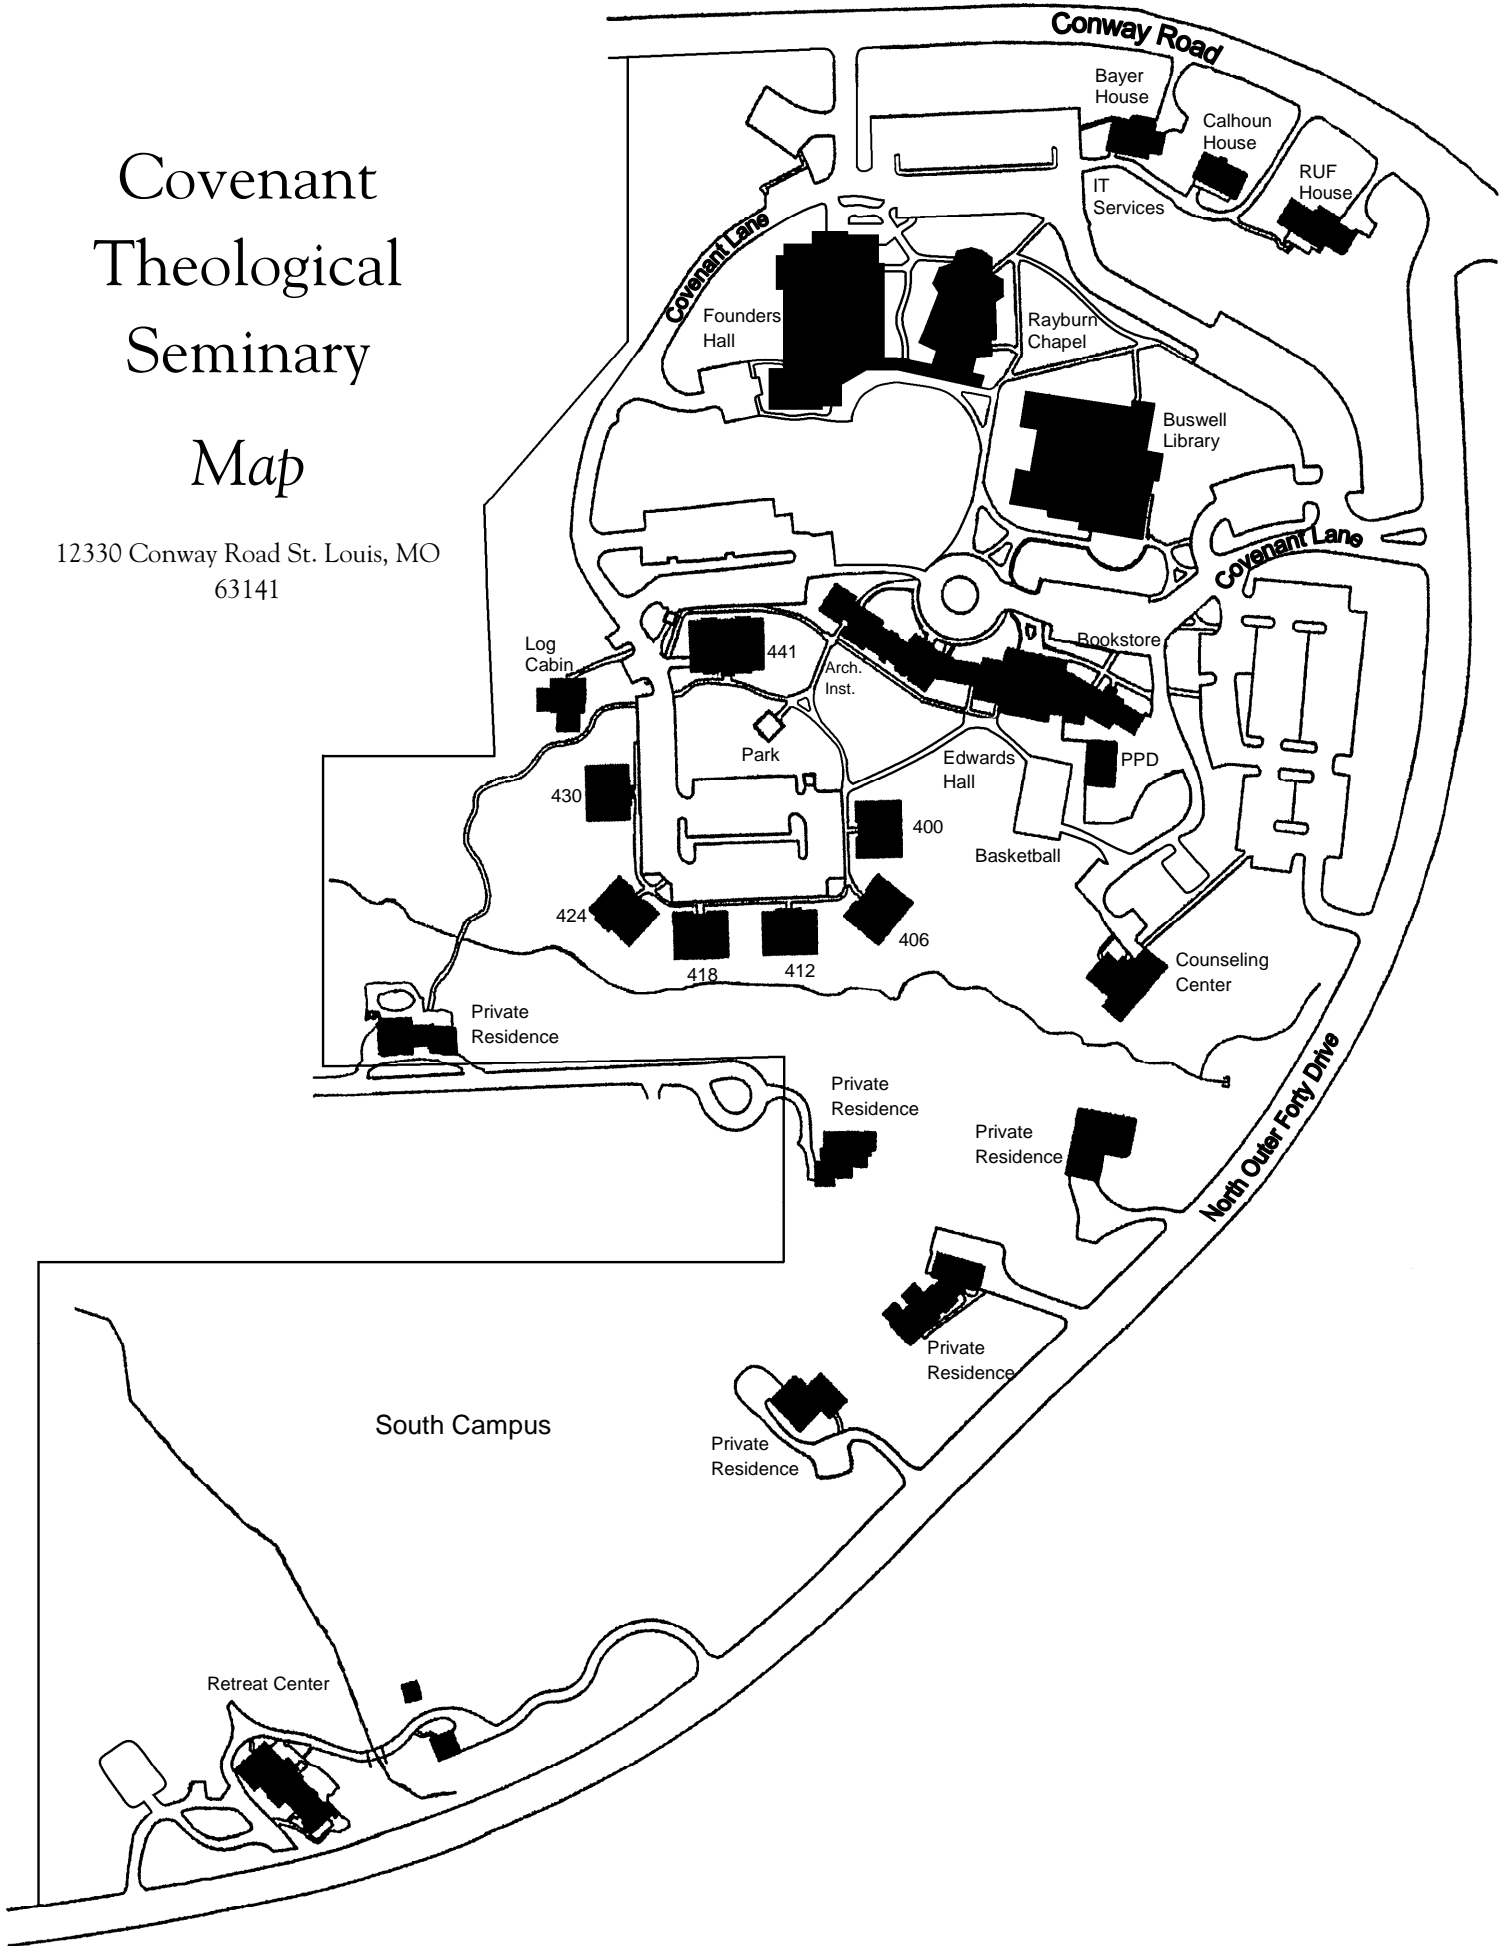 Conway Road
Bayer
House
Calhoun
House
RUF
House
IT
Services
Covenant
Theological
Seminary
Map
12330 Conway Road St. Louis, MO
63141
Covenant Lane
Founders
Hall
Rayburn
Chapel
Buswell
Library
Covenant Lane
Log
Cabin
441
Arch.
Inst.
Bookstore
Park
Edwards
Hall
PPD
430
400
Basketball
424
406
418
412
Counseling
Center
Private
Residence
Private
Residence
Private
Residence
North Outer Forty Drive
Private
Residence
South Campus
Private
Residence
Retreat Center